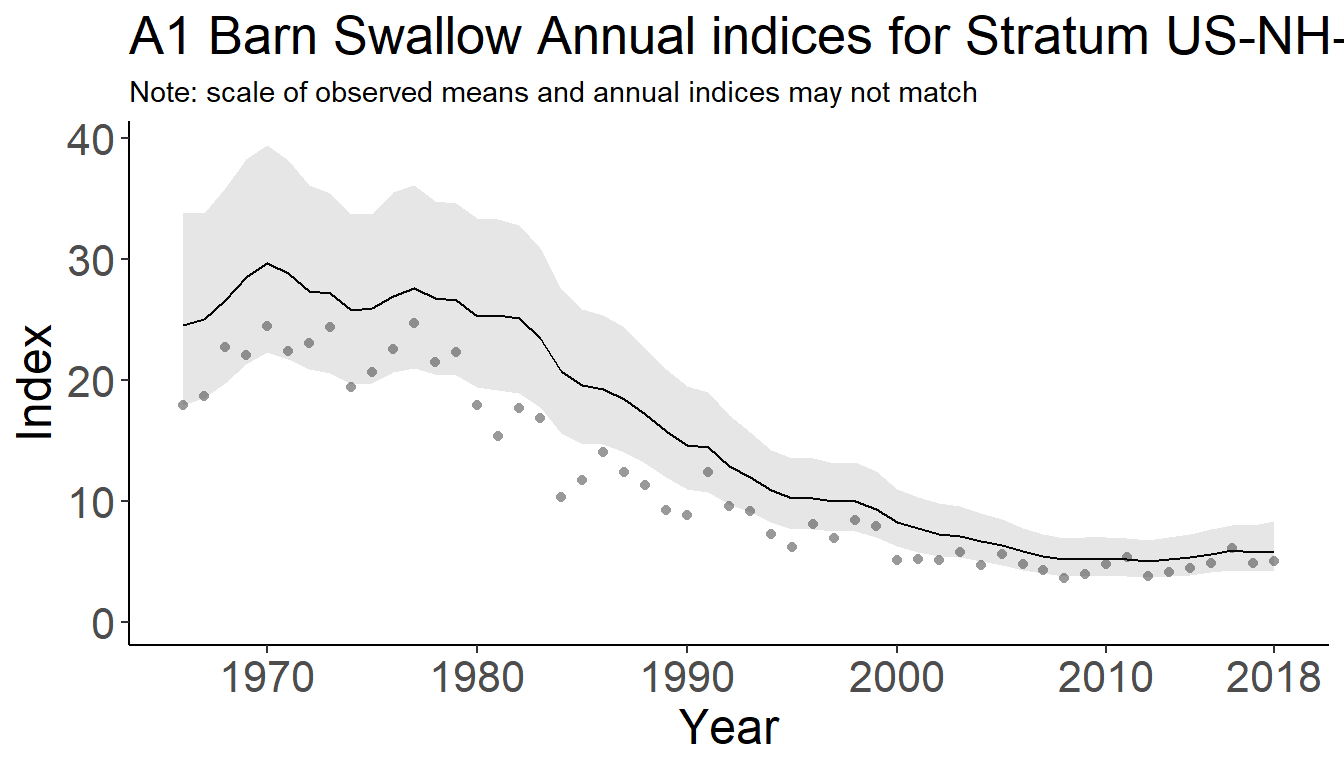 A1 Barn Swallow Annual indices for Stratum US-NH-
Note: scale of observed means and annual indices may not match
40
30
20
10
0
Index
1970 1980 1990 2000 2010 2018
Year